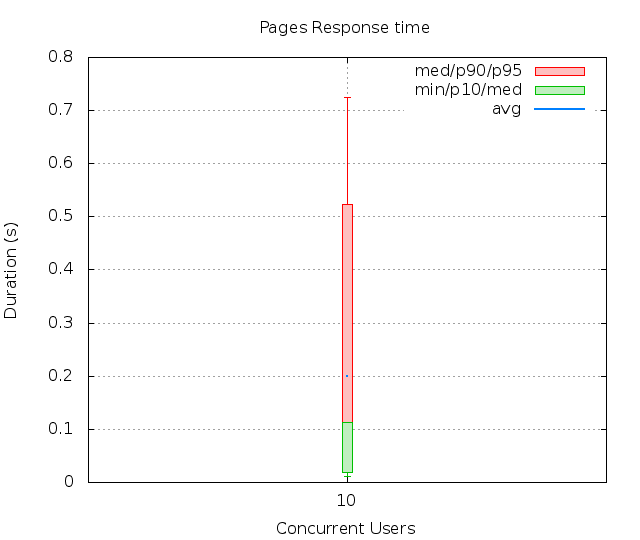 Pages Response time
med/p90/p95
min/p10/med
avg
0.8
0.7
0.6
0.5
0.4
0.3
0.2
0.1
0
Duration (s)
10
Concurrent Users